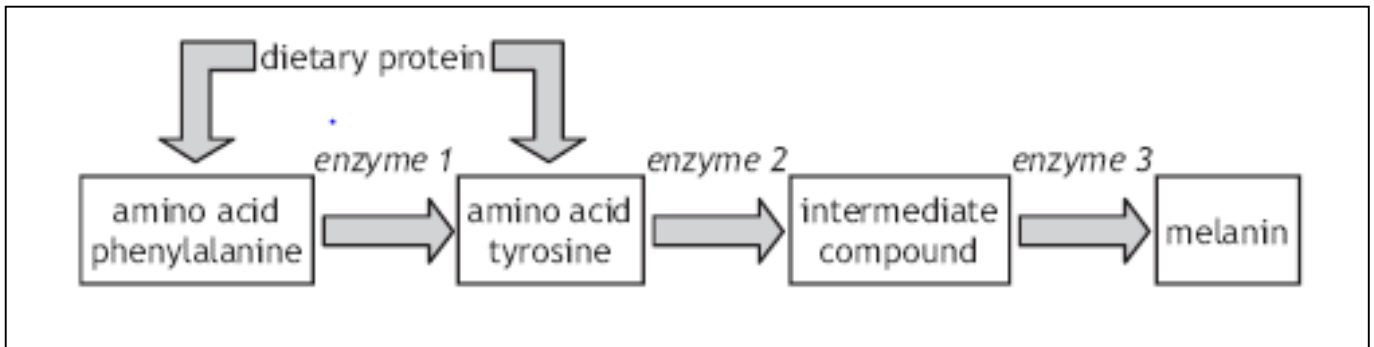 dietary protein
enzyme 1
enzyme 2
enzyme 3
amino acid
phenylalanine
amino acid
tyrosine
intermediate
compound
melanin